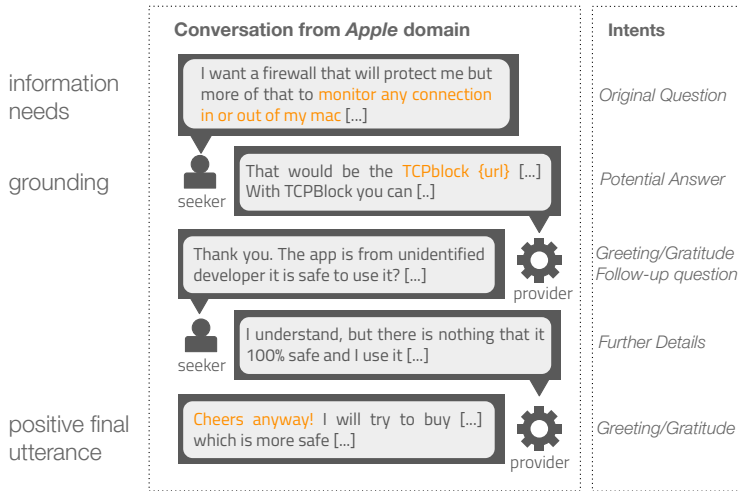 Conversation from Apple domain
Intents
information
needs
I want a firewall that will protect me but
more of that to monitor any connection
in or out of my mac [...]
Original Question
grounding
seeker
That would be the TCPblock {url} [...]
With TCPBlock you can [..]
Potential Answer
Thank you. The app is from unidentified
developer it is safe to use it? [...]
provider
Greeting/Gratitude
Follow-up question
seeker
I understand, but there is nothing that it
100% safe and I use it [...]
Further Details
positive final
utterance
Cheers anyway! I will try to buy [...]
which is more safe [...]
provider
Greeting/Gratitude